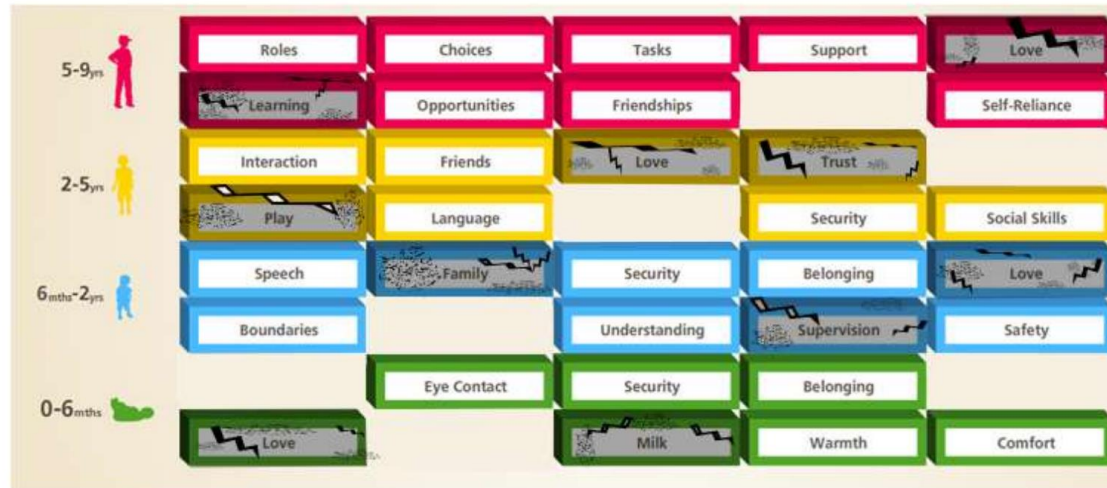 Roles Choices Tasks Support Love
5-9yrs
Learning Opportunities Friendships Self-Reliance
Interaction Friends Love Trust
2-5yrs
Play Language Security Social Skills
Speech Family Security Belonging Love
6mths-2yrs
Boundaries Understanding Supervision Safety
Eye Contact Security Belonging
0-6mths
Love Milk Warmth Comfort